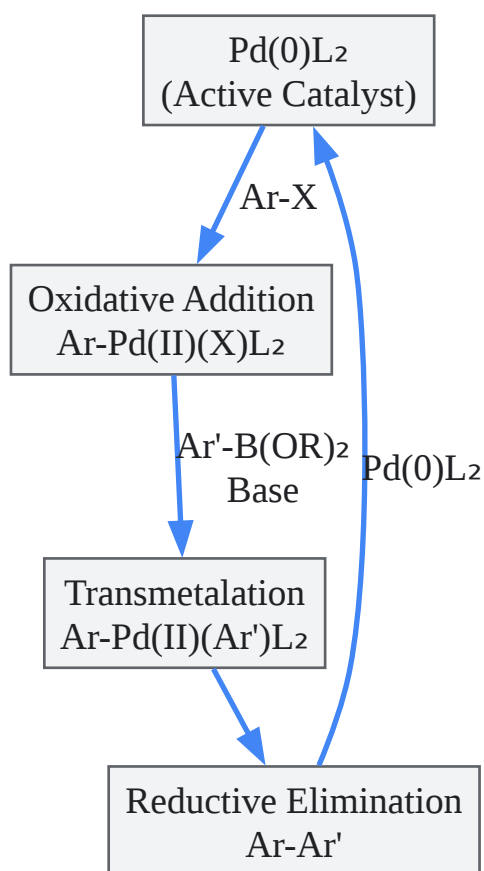 Pd(0)L₂
(Active Catalyst)
Ar-X
Oxidative Addition
Ar-Pd(II)(X)L₂
Ar'-B(OR)₂
Base
Pd(0)L₂
Transmetalation
Ar-Pd(II)(Ar')L₂
Reductive Elimination
Ar-Ar'